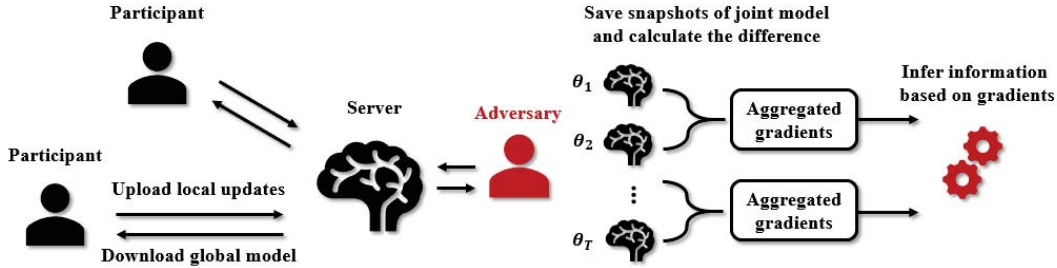 Participant
Participant
Upload local updates
Download global model
Server
Adversary
Save snapshots of joint model
and calculate the difference
θ₁
θ₂
⋮
θ_T
Aggregated
gradients
Aggregated
gradients
Infer information
based on gradients